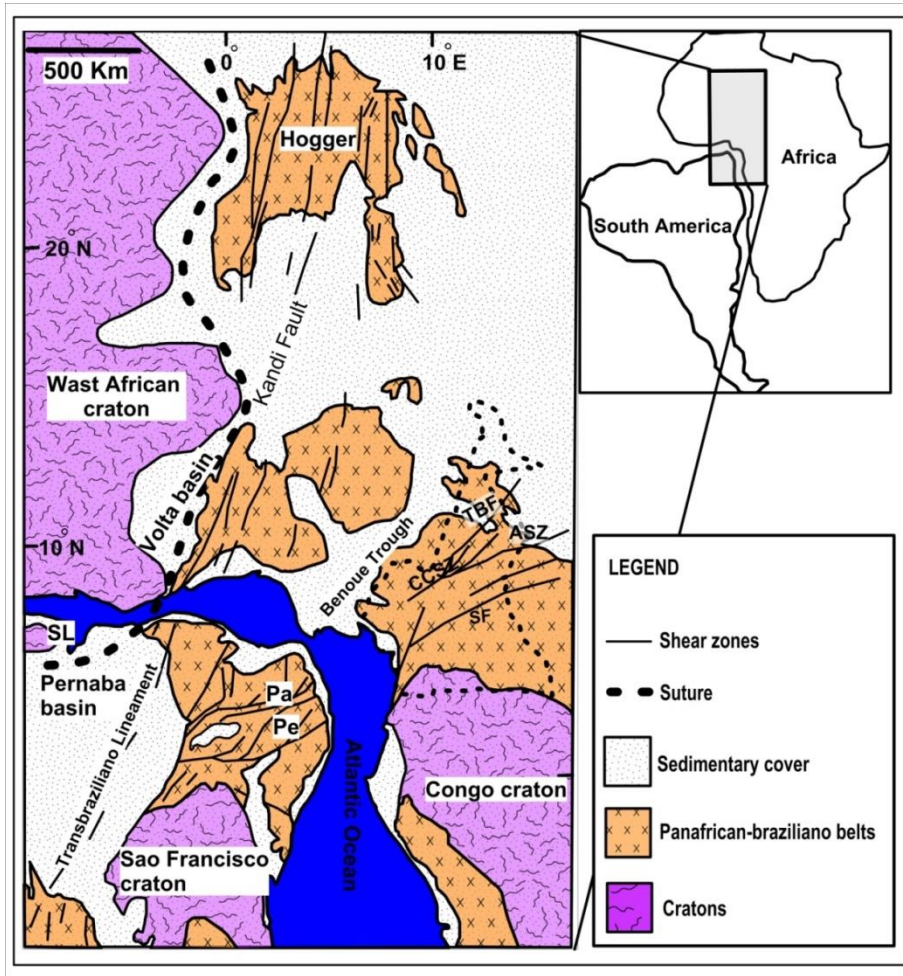 500 Km
0°
10 E
Hogger
20 N
Kandi Fault
Wast African
craton
Volta basin
10 N
Benoue Trough
TBF
ASZ
CCSZ
SF
SL
Pernaba
basin
Transbraziliano Lineament
Pa
Pe
Atlantic Ocean
Congo craton
Sao Francisco
craton
Africa
South America
LEGEND
Shear zones
Suture
Sedimentary cover
Panafrican-braziliano belts
Cratons